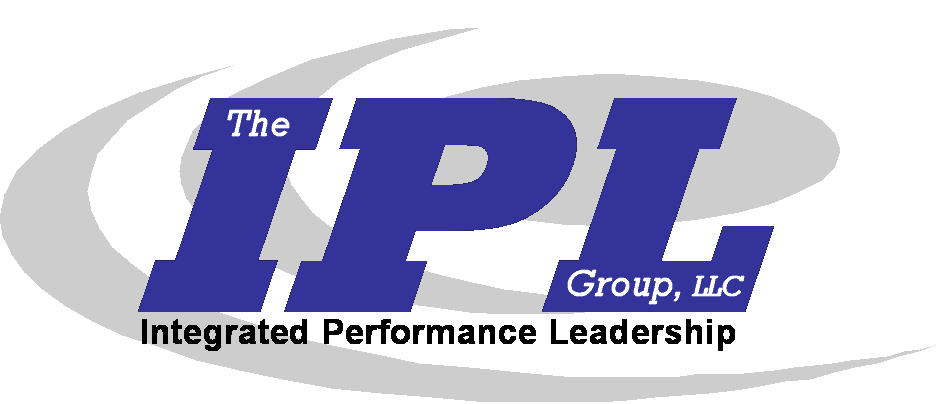 The
IPL
Group, LLC
Integrated Performance Leadership